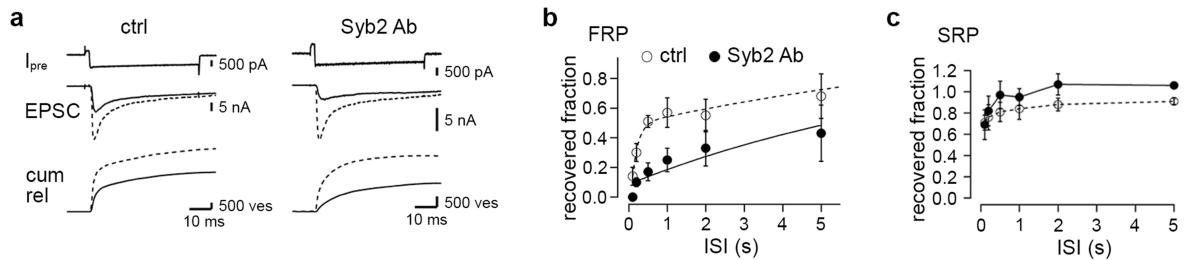 a
ctrl
Syb2 Ab
I pre
500 pA
500 pA
EPSC
5 nA
5 nA
cum
rel
500 ves
10 ms
500 ves
10 ms
b
FRP
ctrl
Syb2 Ab
recovered fraction
0.8
0.6
0.4
0.2
0.0
0 1 2 3 4 5
ISI (s)
c
SRP
recovered fraction
1.2
1.0
0.8
0.6
0.4
0.2
0.0
0 1 2 3 4 5
ISI (s)